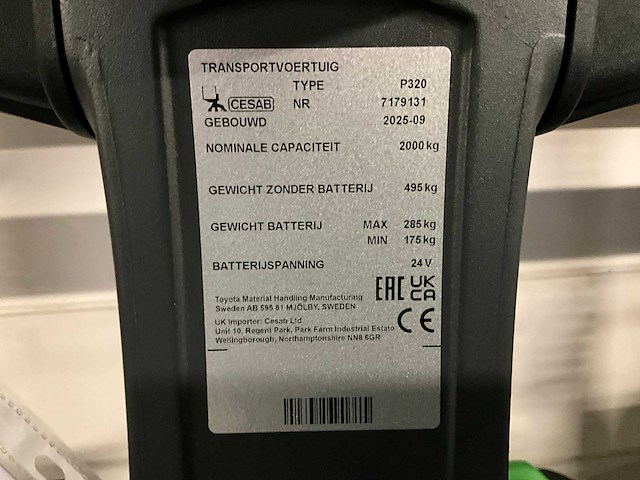 TRANSPORTVOERTUIG
TYPE P320
CESAB NR 7179131
GEBOUWD 2025-09
NOMINALE CAPACITEIT 2000 kg
GEWICHT ZONDER BATTERIJ 495 kg
GEWICHT BATTERIJ MAX 285 kg
MIN 175 kg
BATTERIJSPANNING 24 V
EAC UK CA
Toyota Material Handling Manufacturing
Sweden AB 595 81 MJÖLBY, SWEDEN
UK Importer: Cesab Ltd
Unit 10, Regent Park, Park Farm Industrial Estate
Wellingborough, Northamptonshire NN8 6GR
CE